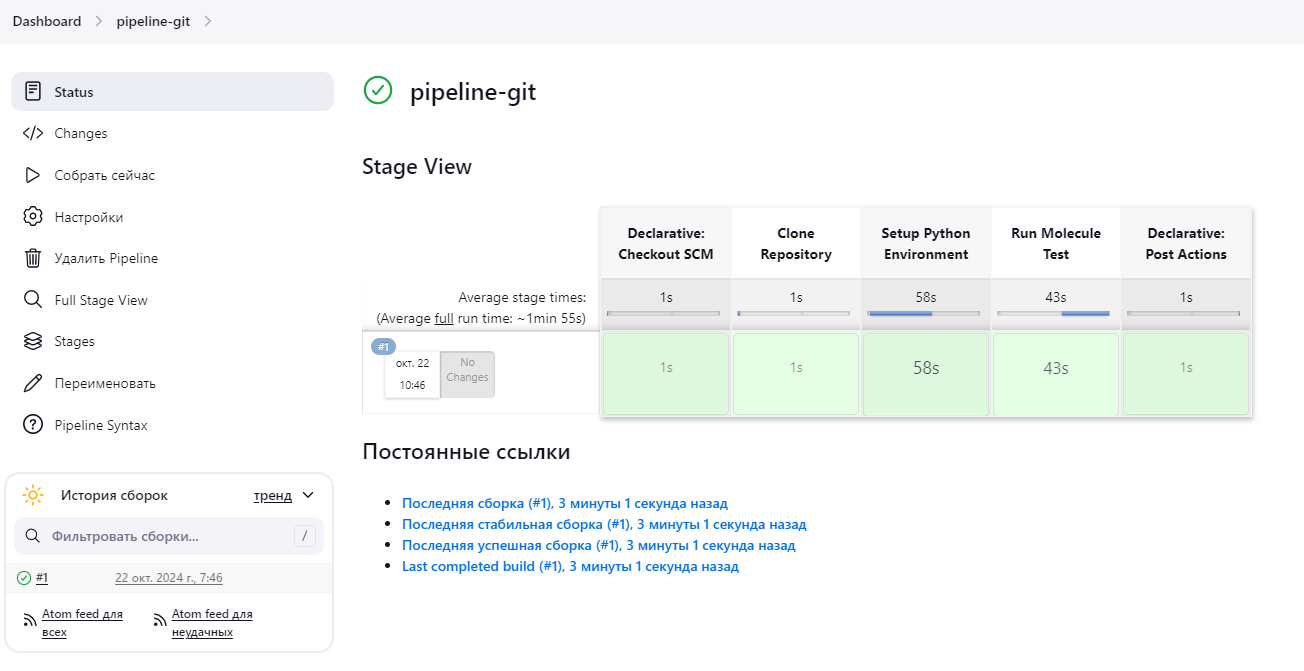 Dashboard
pipeline-git
Status
Changes
Собрать сейчас
Настройки
Удалить Pipeline
Full Stage View
Stages
Переименовать
Pipeline Syntax
История сборок
тренд
Фильтровать сборки...
/
#1
22 окт. 2024 г., 7:46
Atom feed для
всех
Atom feed для
неудачных
pipeline-git
Stage View
Declarative:
Checkout SCM
Clone
Repository
Setup Python
Environment
Run Molecule
Test
Declarative:
Post Actions
Average stage times:
(Average full run time: ~1min 55s)
1s
1s
58s
43s
1s
#1
окт. 22
10:46
No
Changes
1s
1s
58s
43s
1s
Постоянные ссылки
Последняя сборка (#1), 3 минуты 1 секунда назад
Последняя стабильная сборка (#1), 3 минуты 1 секунда назад
Последняя успешная сборка (#1), 3 минуты 1 секунда назад
Last completed build (#1), 3 минуты 1 секунда назад